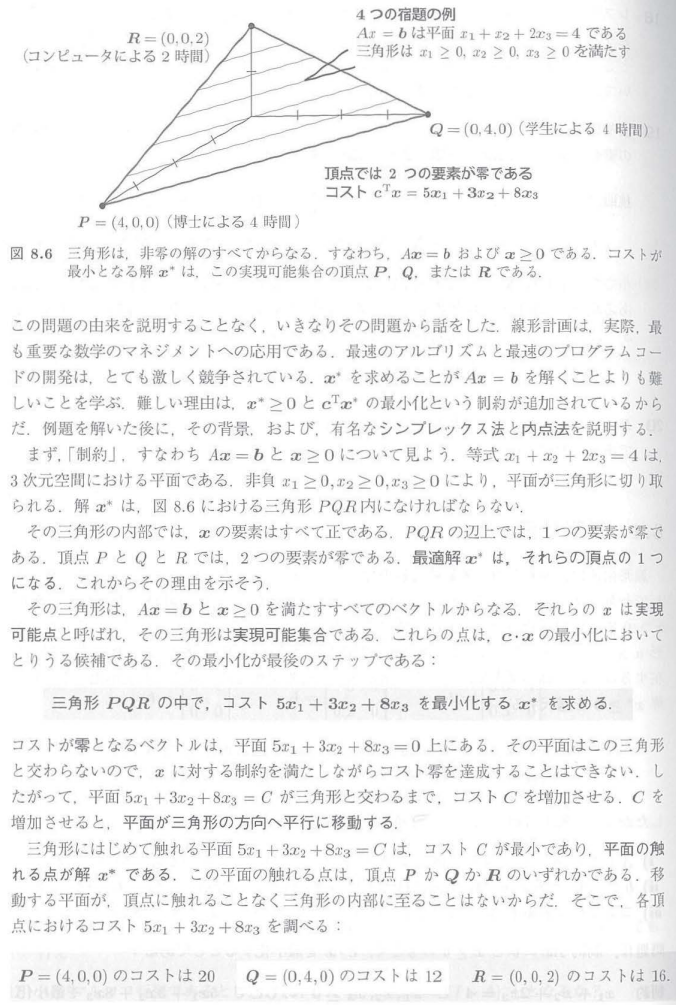 4つの宿題の例
R = (0,0,2)
(コンピュータによる 2 時間)
Ax = b は平面 x₁ + x₂ + 2x₃ = 4 である
三角形は x₁ ≥ 0, x₂ ≥ 0, x₃ ≥ 0 を満たす
Q = (0,4,0) (学生による 4 時間)
頂点では 2 つの要素が零である
コスト cᵀx = 5x₁ + 3x₂ + 8x₃
P = (4,0,0) (博士による 4 時間)
図 8.6 三角形は,非零の解のすべてからなる.すなわち,Ax = b および x ≥ 0 である.コストが
最小となる解 x* は,この実現可能集合の頂点 P,Q,または R である.
この問題の由来を説明することなく,いきなりその問題から話をした.線形計画は,実際,最
も重要な数学のマネジメントへの応用である.最速のアルゴリズムと最速のプログラムコー
ドの開発は,とても激しく競争されている.x* を求めることが Ax = b を解くことよりも難
しいことを学ぶ.難しい理由は,x* ≥ 0 と cᵀx* の最小化という制約が追加されているから
だ.例題を解いた後に,その背景,および,有名なシンプレックス法と内点法を説明する.
まず,「制約」,すなわち Ax = b と x ≥ 0 について見よう.等式 x₁ + x₂ + 2x₃ = 4 は,
3 次元空間における平面である.非負 x₁ ≥ 0, x₂ ≥ 0, x₃ ≥ 0 により,平面が三角形に切り取
られる.解 x* は,図 8.6 における三角形 PQR 内になければならない.
その三角形の内部では,x の要素はすべて正である.PQR の辺上では,1 つの要素が零で
ある.頂点 P と Q と R では,2 つの要素が零である.最適解 x* は,それらの頂点の 1 つ
になる.これからその理由を示そう.
その三角形は,Ax = b と x ≥ 0 を満たすすべてのベクトルからなる.それらの x は実現
可能点と呼ばれ,その三角形は実現可能集合である.これらの点は,c·x の最小化において
とりうる候補である.その最小化が最後のステップである:
三角形 PQR の中で,コスト 5x₁ + 3x₂ + 8x₃ を最小化する x* を求める.
コストが零となるベクトルは,平面 5x₁ + 3x₂ + 8x₃ = 0 上にある.その平面はこの三角形
と交わらないので,x に対する制約を満たしながらコスト零を達成することはできない.し
たがって,平面 5x₁ + 3x₂ + 8x₃ = C が三角形と交わるまで,コスト C を増加させる.C を
増加させると,平面が三角形の方向へ平行に移動する.
三角形にはじめて触れる平面 5x₁ + 3x₂ + 8x₃ = C は,コスト C が最小であり,平面の触
れる点が解 x* である.この平面の触れる点は,頂点 P か Q か R のいずれかである.移
動する平面が,頂点に触れることなく三角形の内部に至ることはないからだ.そこで,各頂
点におけるコスト 5x₁ + 3x₂ + 8x₃ を調べる:
P = (4,0,0) のコストは 20 Q = (0,4,0) のコストは 12 R = (0,0,2) のコストは 16.